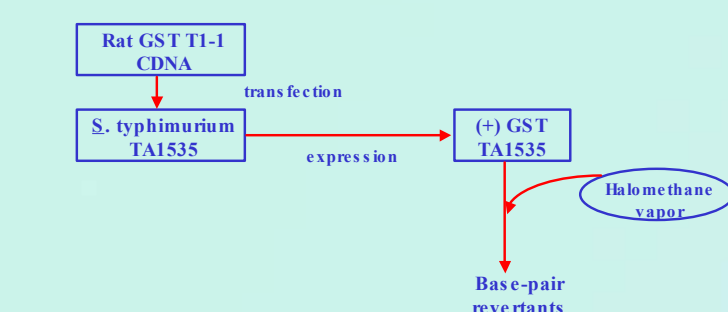 Rat GST T1-1
CDNA
transfection
S. typhimurium
TA1535
expression
(+) GST
TA1535
Halomethane
vapor
Base-pair
revertants